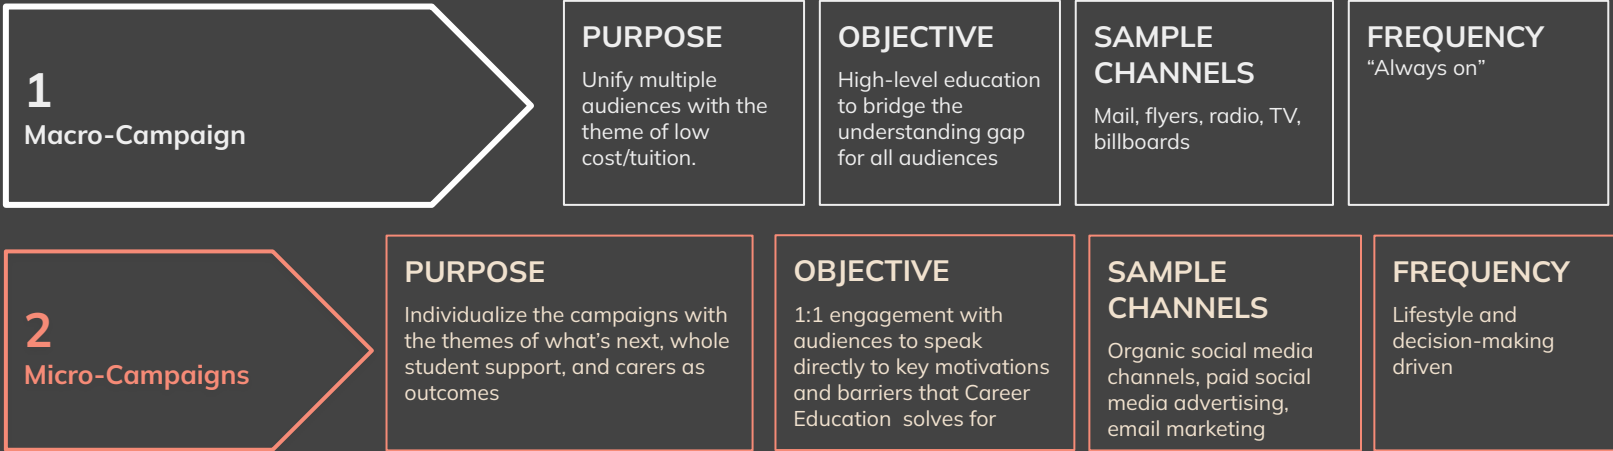 1
Macro-Campaign
PURPOSE
Unify multiple
audiences with the
theme of low
cost/tuition.
OBJECTIVE
High-level education
to bridge the
understanding gap
for all audiences
SAMPLE
CHANNELS
Mail, flyers, radio, TV,
billboards
FREQUENCY
“Always on”
2
Micro-Campaigns
PURPOSE
Individualize the campaigns with
the themes of what’s next, whole
student support, and carers as
outcomes
OBJECTIVE
1:1 engagement with
audiences to speak
directly to key motivations
and barriers that Career
Education  solves for
SAMPLE
CHANNELS
Organic social media
channels, paid social
media advertising,
email marketing
FREQUENCY
Lifestyle and
decision-making
driven